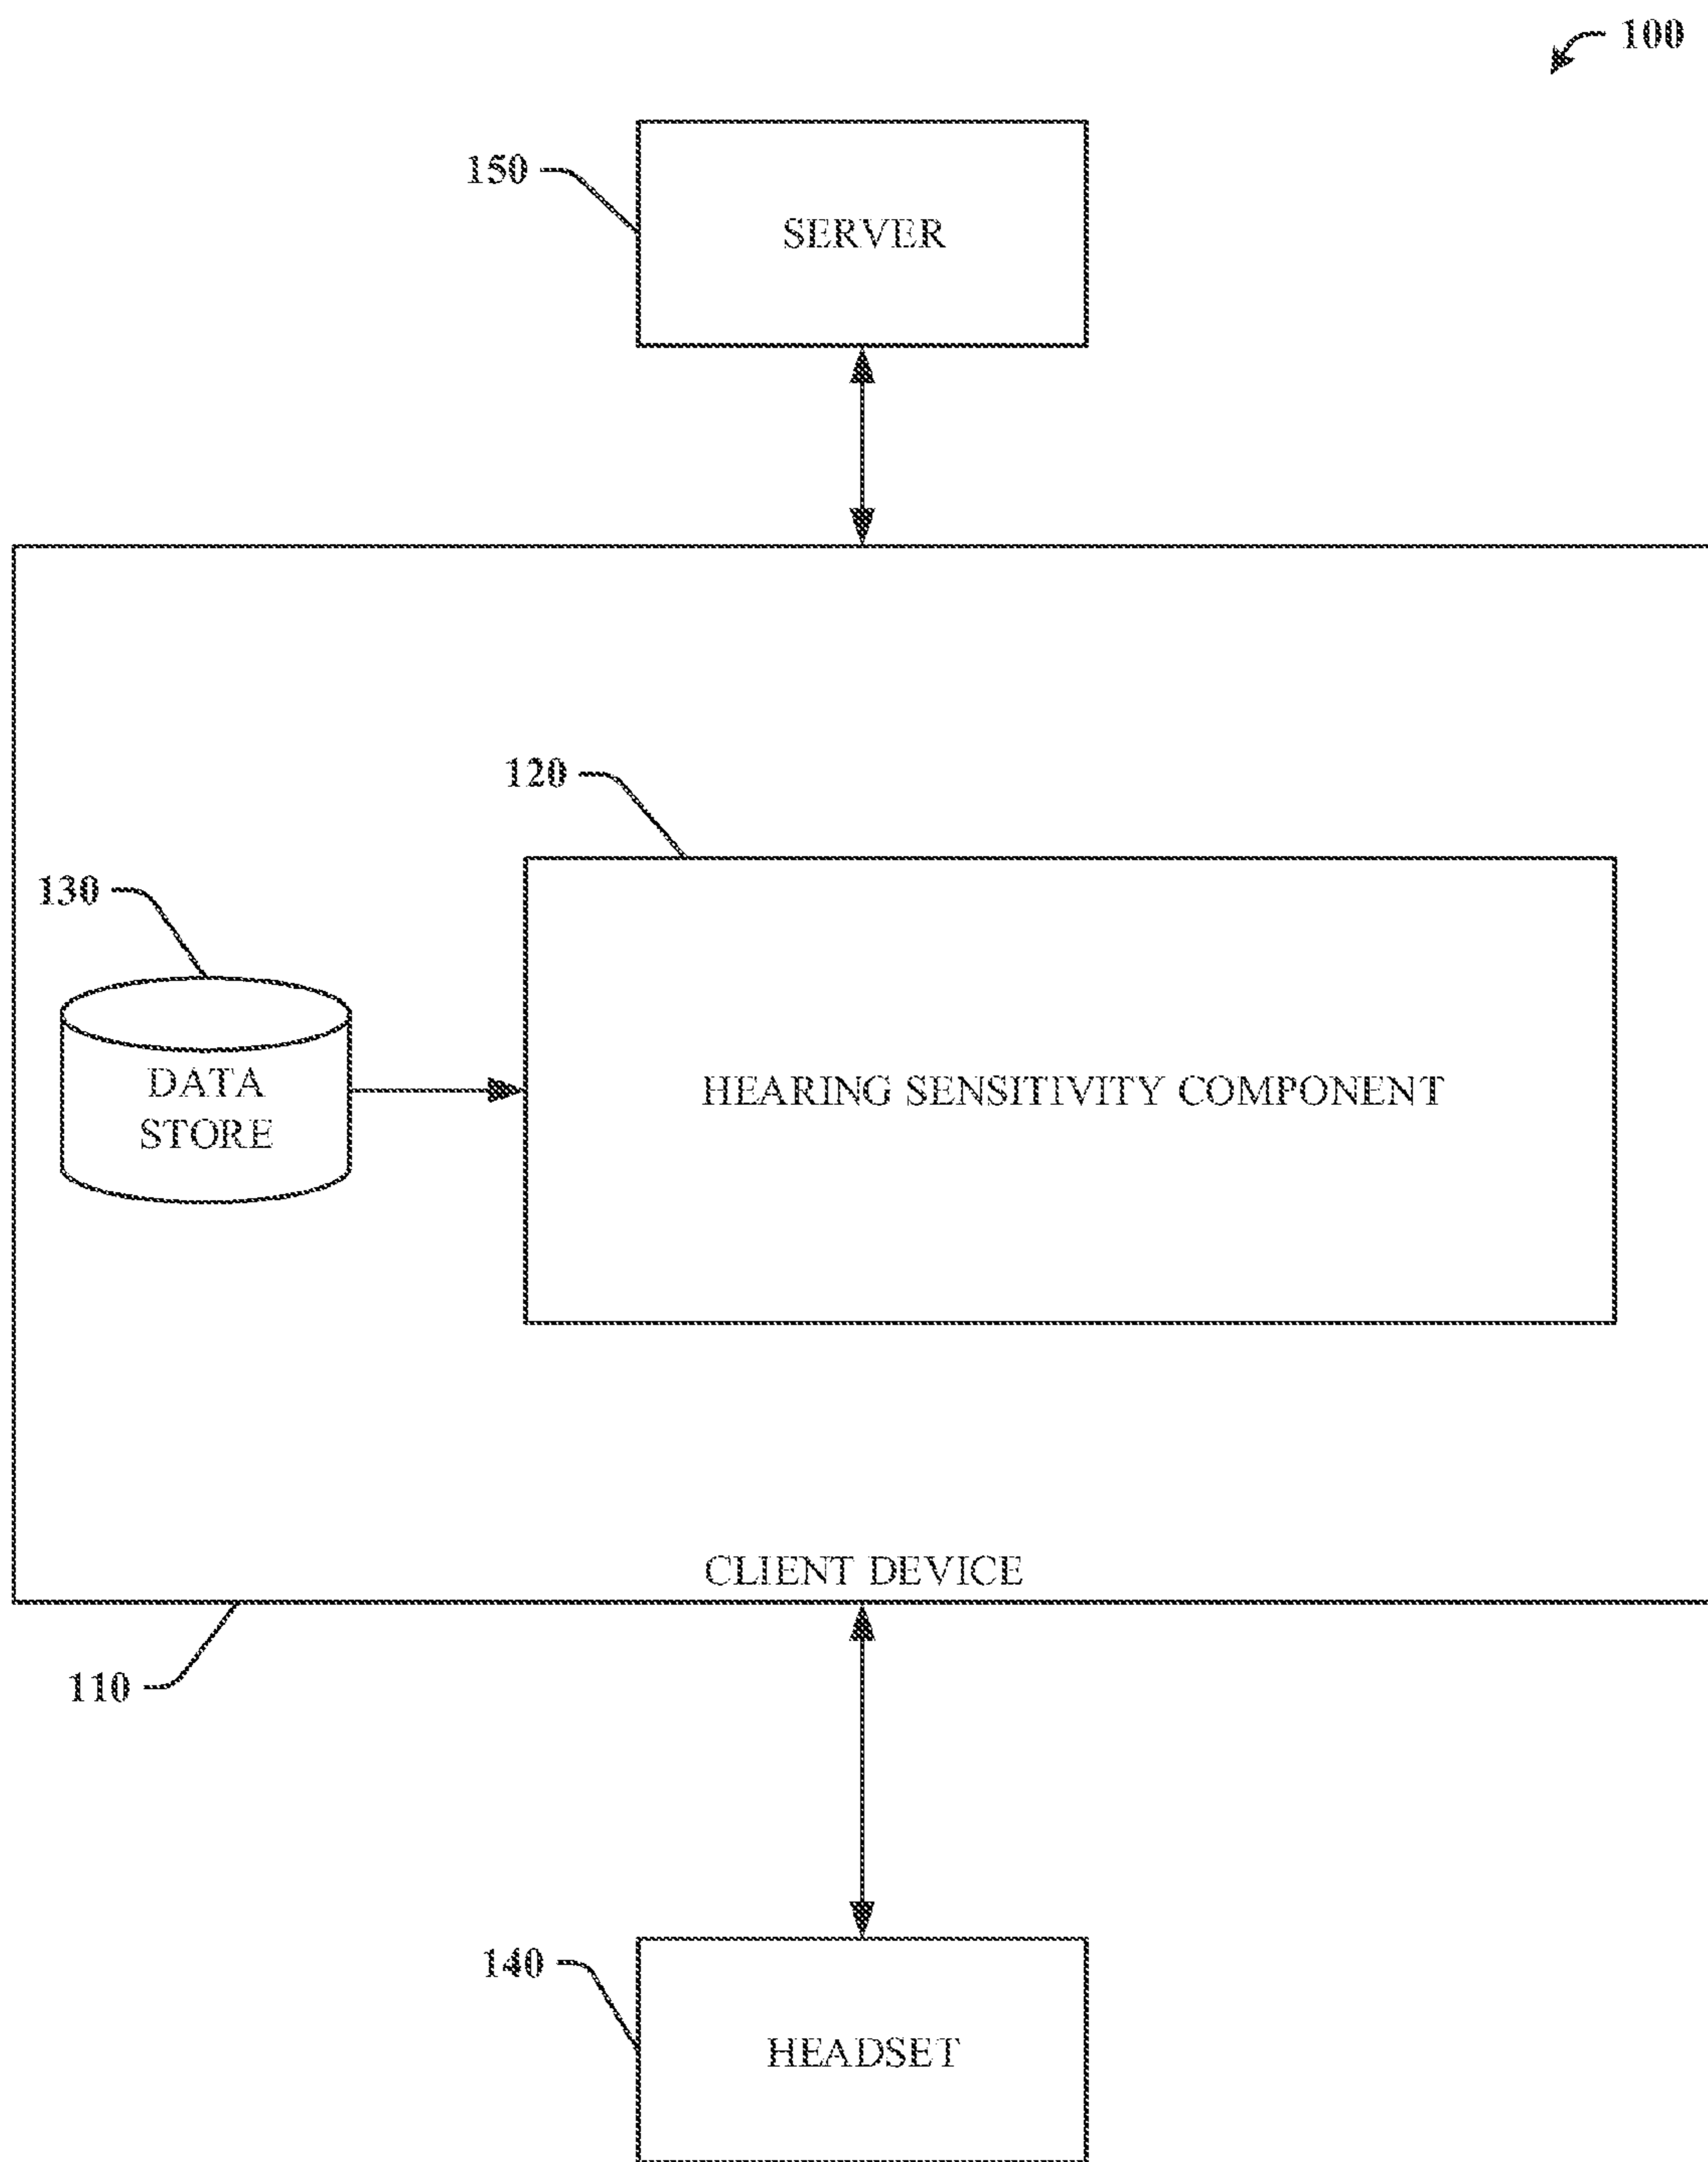 100
150
SERVER
120
130
DATA
STORE
HEARING SENSITIVITY COMPONENT
CLIENT DEVICE
110
140
HEADSET